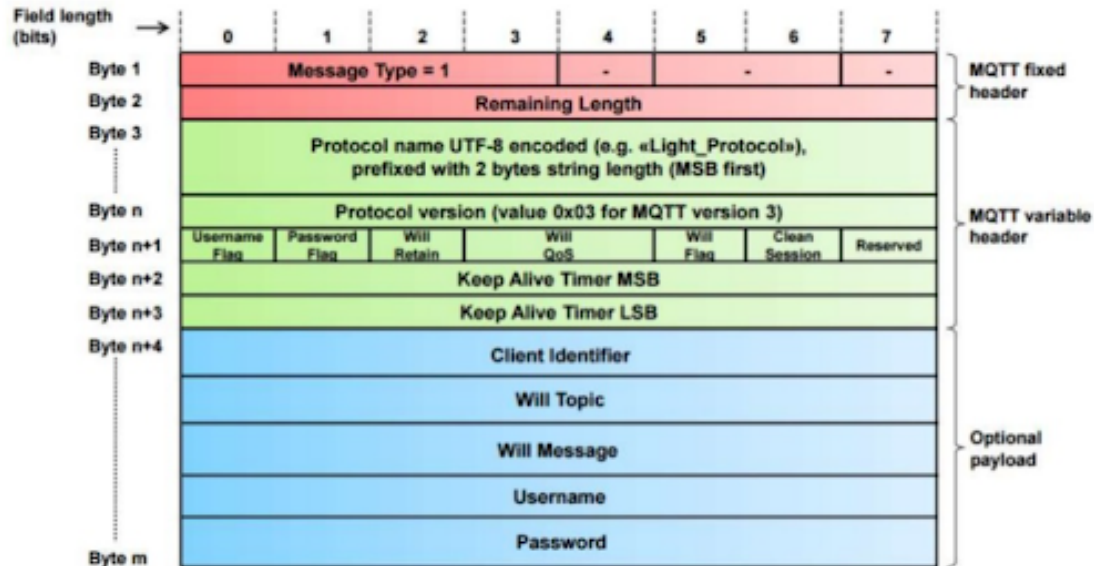 Field length
(bits)
0 1 2 3 4 5 6 7
Byte 1
Message Type = 1
-
-
-
MQTT fixed
header
Byte 2
Remaining Length
Byte 3
Protocol name UTF-8 encoded (e.g. «Light_Protocol»),
prefixed with 2 bytes string length (MSB first)
Byte n
Protocol version (value 0x03 for MQTT version 3)
MQTT variable
header
Byte n+1
Username
Flag
Password
Flag
Will
Retain
Will
QoS
Will
Flag
Clean
Session
Reserved
Byte n+2
Keep Alive Timer MSB
Byte n+3
Keep Alive Timer LSB
Byte n+4
Client Identifier
Will Topic
Will Message
Optional
payload
Username
Password
Byte m